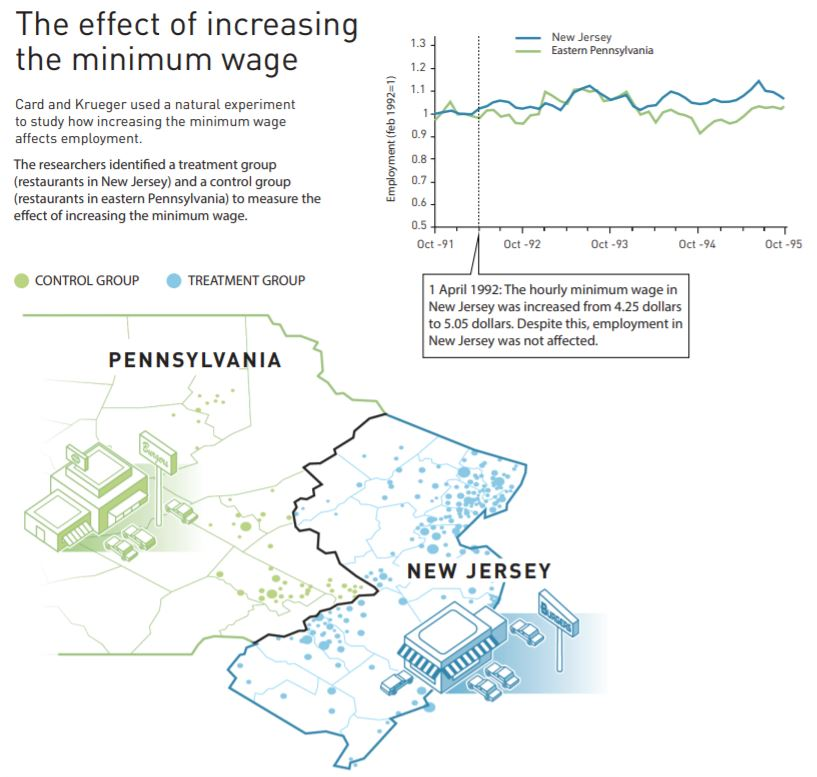 The effect of increasing
the minimum wage
Card and Krueger used a natural experiment
to study how increasing the minimum wage
affects employment.
The researchers identified a treatment group
(restaurants in New Jersey) and a control group
(restaurants in eastern Pennsylvania) to measure the
effect of increasing the minimum wage.
New Jersey
Eastern Pennsylvania
Employment (feb 1992=1)
1.3
1.2
1.1
1
0.9
0.8
0.7
0.6
0.5
Oct -91
Oct -92
Oct -93
Oct -94
Oct -95
1 April 1992: The hourly minimum wage in
New Jersey was increased from 4.25 dollars
to 5.05 dollars. Despite this, employment in
New Jersey was not affected.
CONTROL GROUP
TREATMENT GROUP
PENNSYLVANIA
Burgers
NEW JERSEY
BURGERS